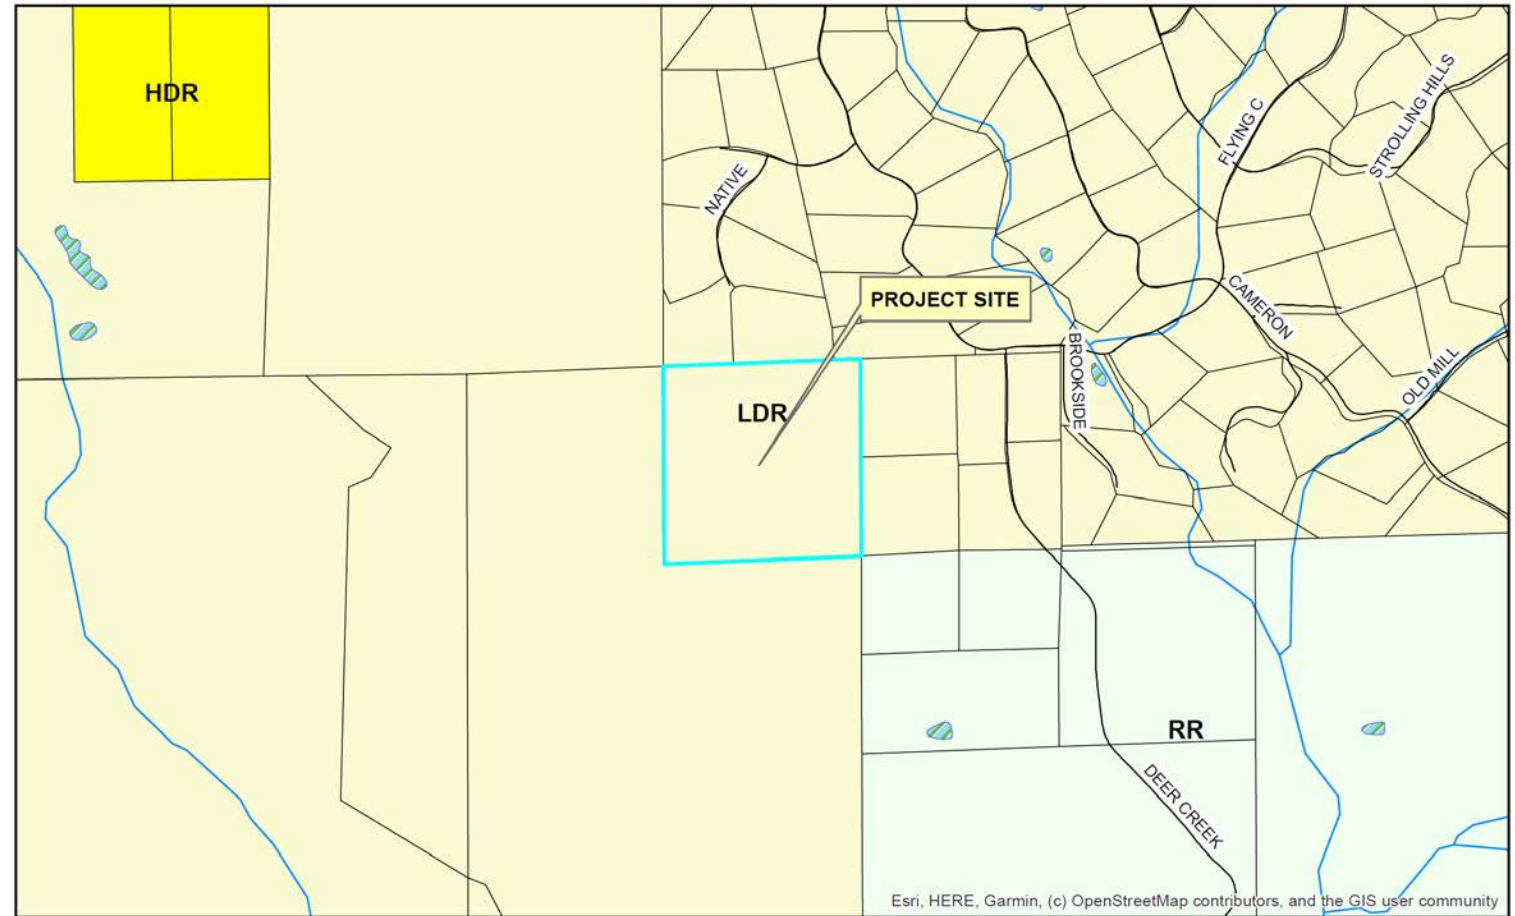 HDR
STROLLING HILLS
FLYING C
NATIVE
PROJECT SITE
CAMERON
BROOKSIDE
OLD MILL
LDR
RR
DEER CREEK
Esri, HERE, Garmin, (c) OpenStreetMap contributors, and the GIS user community